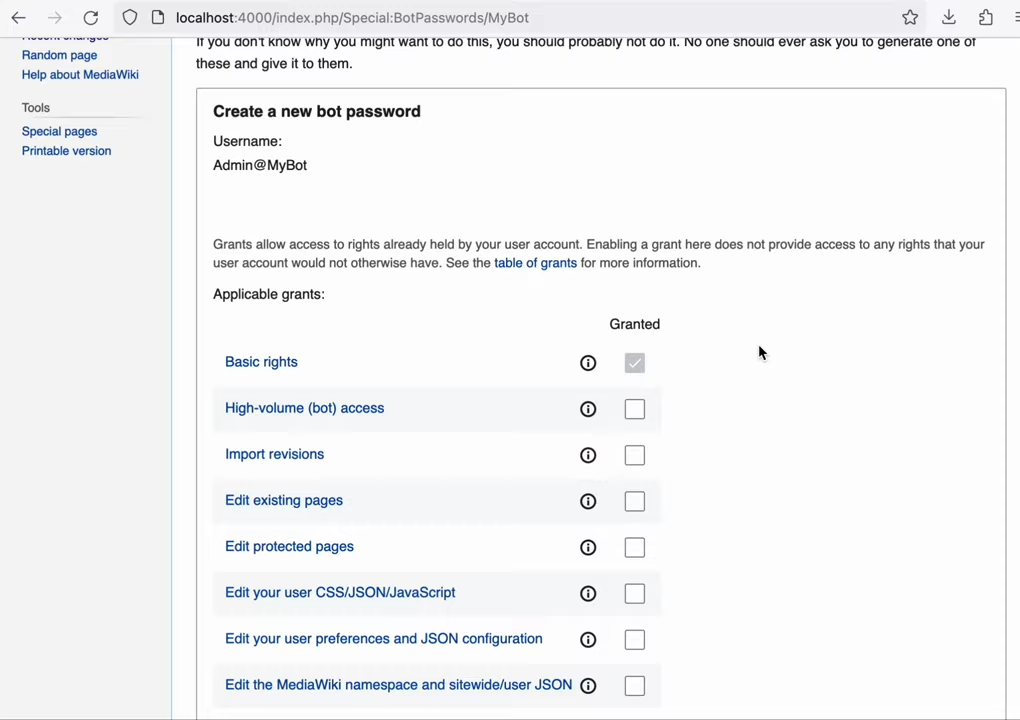 localhost:4000/index.php/Special:BotPasswords/MyBot
Recent changes
Random page
Help about MediaWiki
Tools
Special pages
Printable version
If you don't know why you might want to do this, you should probably not do it. No one should ever ask you to generate one of
these and give it to them.
Create a new bot password
Username:
Admin@MyBot
Grants allow access to rights already held by your user account. Enabling a grant here does not provide access to any rights that your
user account would not otherwise have. See the table of grants for more information.
Applicable grants:
Granted
Basic rights
High-volume (bot) access
Import revisions
Edit existing pages
Edit protected pages
Edit your user CSS/JSON/JavaScript
Edit your user preferences and JSON configuration
Edit the MediaWiki namespace and sitewide/user JSON